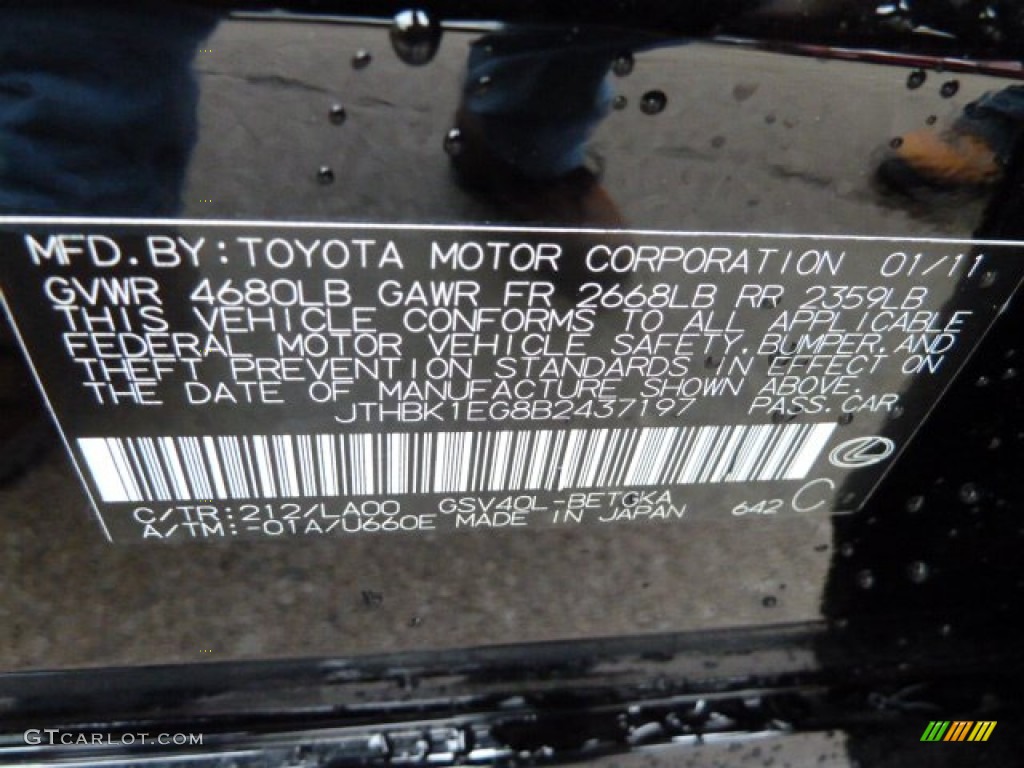 MFD.BY:TOYOTA MOTOR CORPORATION 01/11
GVWR 4680LB GAWR FR 2668LB RR 2359LB
THIS VEHICLE CONFORMS TO ALL APPLICABLE
FEDERAL MOTOR VEHICLE SAFETY,BUMPER,AND
THEFT PREVENTION STANDARDS IN EFFECT ON
THE DATE OF MANUFACTURE SHOWN ABOVE.
JTHBK1EG8B2437197 PASS.CAR
C/TR:212/LA00 GSV40L-BETGKA
A/TM:-01A/U660E MADE IN JAPAN 642 C
GTCARLOT.COM